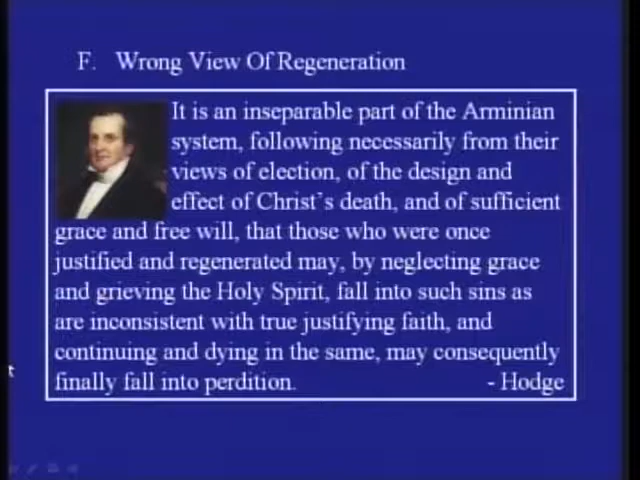 F. Wrong View Of Regeneration
It is an inseparable part of the Arminian
system, following necessarily from their
views of election, of the design and
effect of Christ's death, and of sufficient
grace and free will, that those who were once
justified and regenerated may, by neglecting grace
and grieving the Holy Spirit, fall into such sins as
are inconsistent with true justifying faith, and
continuing and dying in the same, may consequently
finally fall into perdition. - Hodge